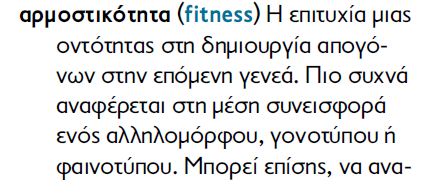 αρμοστικότητα (fitness) Η επιτυχία μιας
οντότητας στη δημιουργία απογό-
νων στην επόμενη γενεά. Πιο συχνά
αναφέρεται στη μέση συνεισφορά
ενός αλληλομόρφου, γονοτύπου ή
φαινοτύπου. Μπορεί επίσης, να ανα-